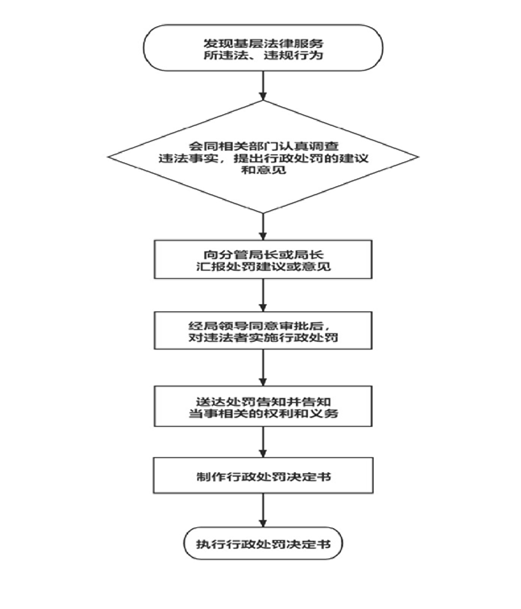 发现基层法律服务
所违法、违规行为
会同相关部门认真调查
违法事实，提出行政处罚的建议
和意见
向分管局长或局长
汇报处罚建议或意见
经局领导同意审批后，
对违法者实施行政处罚
送达处罚告知并告知
当事相关的权利和义务
制作行政处罚决定书
执行行政处罚决定书